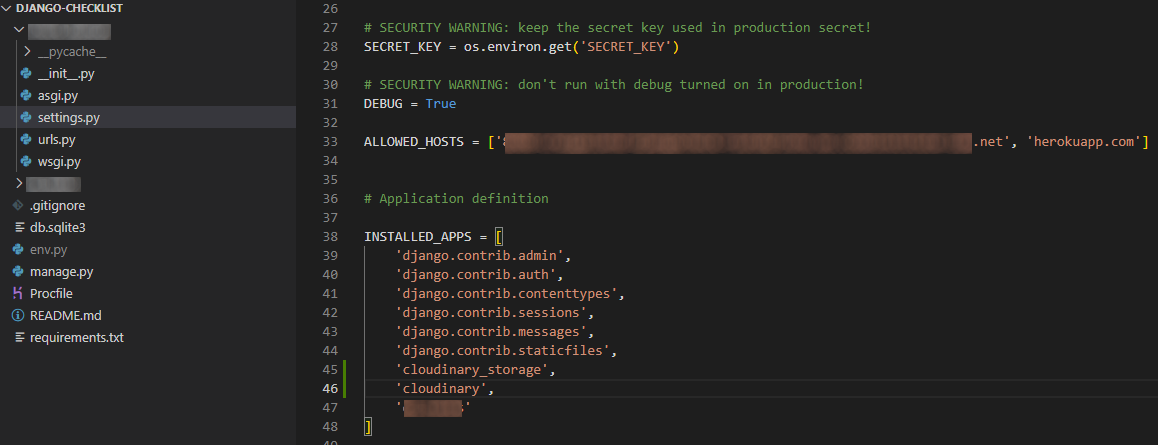 DJANGO-CHECKLIST
__pycache__
__init__.py
asgi.py
settings.py
urls.py
wsgi.py
.gitignore
db.sqlite3
env.py
manage.py
Procfile
README.md
requirements.txt
26
27 # SECURITY WARNING: keep the secret key used in production secret!
28 SECRET_KEY = os.environ.get('SECRET_KEY')
29
30 # SECURITY WARNING: don't run with debug turned on in production!
31 DEBUG = True
32
33 ALLOWED_HOSTS = [' .net', 'herokuapp.com']
34
35
36 # Application definition
37
38 INSTALLED_APPS = [
39 'django.contrib.admin',
40 'django.contrib.auth',
41 'django.contrib.contenttypes',
42 'django.contrib.sessions',
43 'django.contrib.messages',
44 'django.contrib.staticfiles',
45 'cloudinary_storage',
46 'cloudinary',
47 ' '
48 ]
49